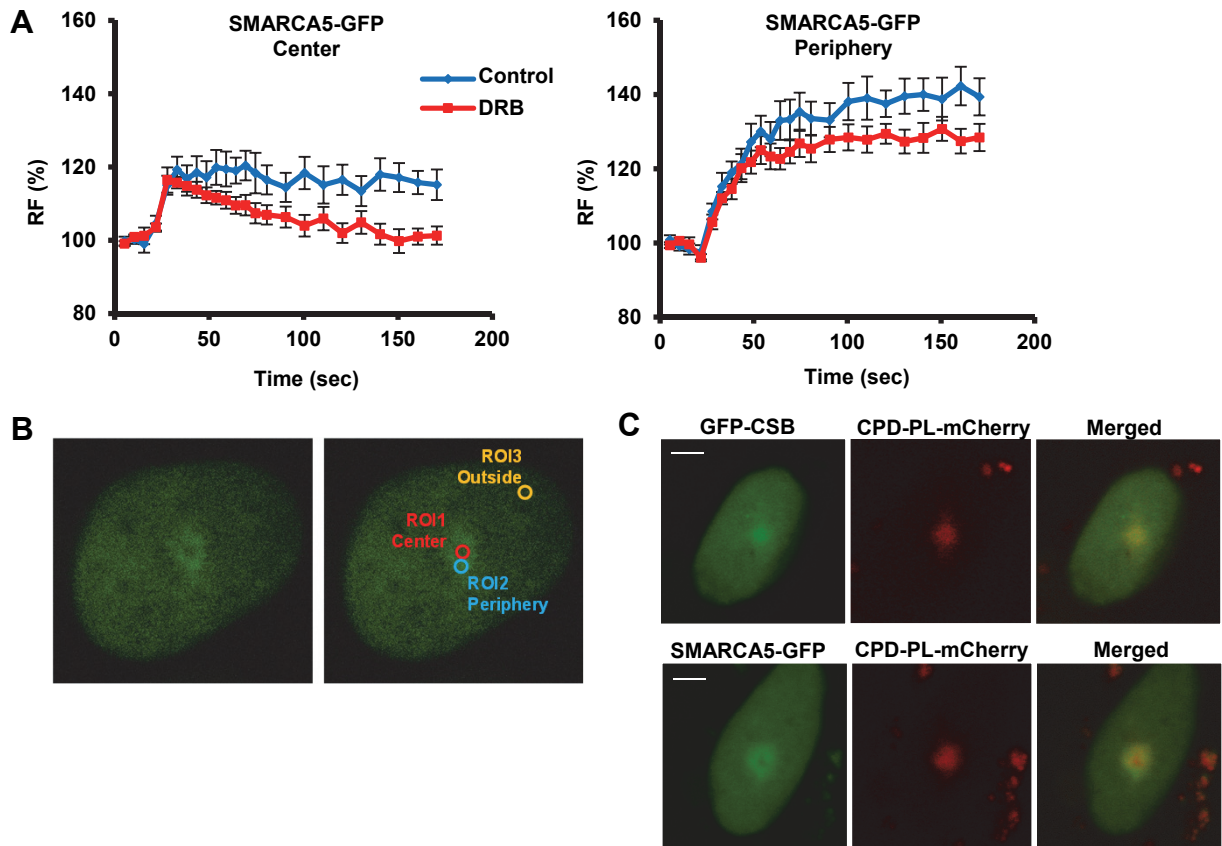 A
SMARCA5-GFP
Center
160
140
120
100
80
RF (%)
0
50
100
150
200
Time (sec)
Control
DRB
SMARCA5-GFP
Periphery
160
140
120
100
80
RF (%)
0
50
100
150
200
Time (sec)
B
ROI3
Outside
ROI1
Center
ROI2
Periphery
C
GFP-CSB
CPD-PL-mCherry
Merged
SMARCA5-GFP
CPD-PL-mCherry
Merged